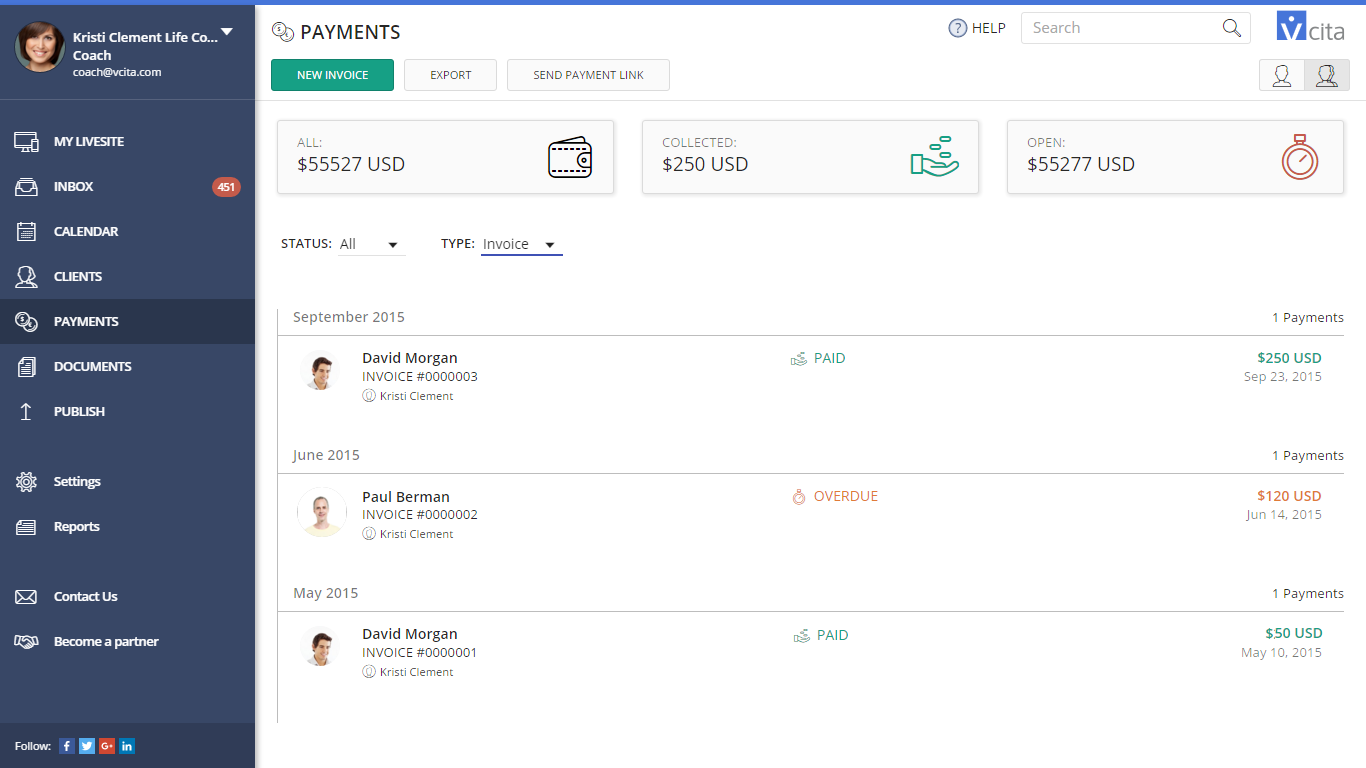 Kristi Clement Life Co...
Coach
coach@vcita.com
MY LIVESITE
INBOX 451
CALENDAR
CLIENTS
PAYMENTS
DOCUMENTS
PUBLISH
Settings
Reports
Contact Us
Become a partner
Follow:
PAYMENTS
? HELP
Search
vcita
NEW INVOICE
EXPORT
SEND PAYMENT LINK
ALL:
$55527 USD
COLLECTED:
$250 USD
OPEN:
$55277 USD
STATUS: All
TYPE: Invoice
September 2015 1 Payments
David Morgan PAID $250 USD
INVOICE #0000003 Sep 23, 2015
Kristi Clement
June 2015 1 Payments
Paul Berman OVERDUE $120 USD
INVOICE #0000002 Jun 14, 2015
Kristi Clement
May 2015 1 Payments
David Morgan PAID $50 USD
INVOICE #0000001 May 10, 2015
Kristi Clement